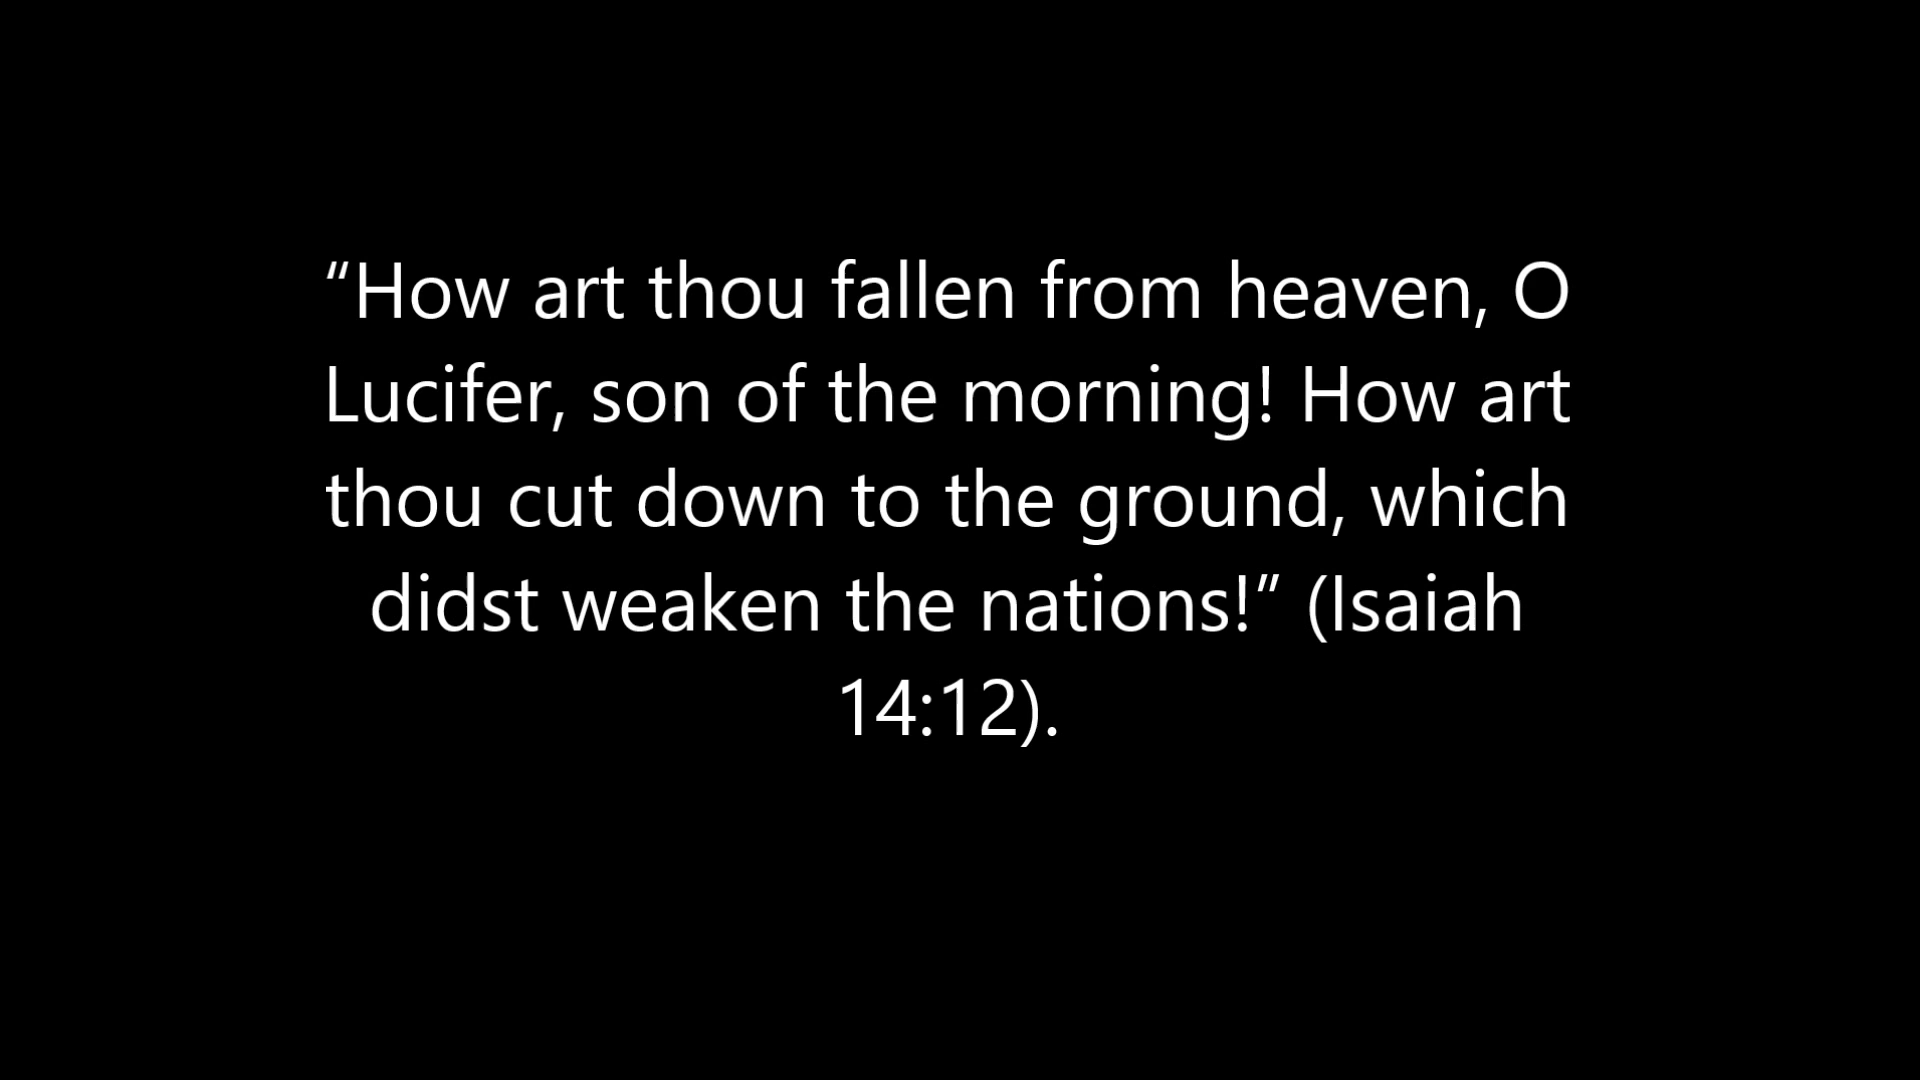 “How art thou fallen from heaven, O
Lucifer, son of the morning! How art
thou cut down to the ground, which
didst weaken the nations!” (Isaiah
14:12).